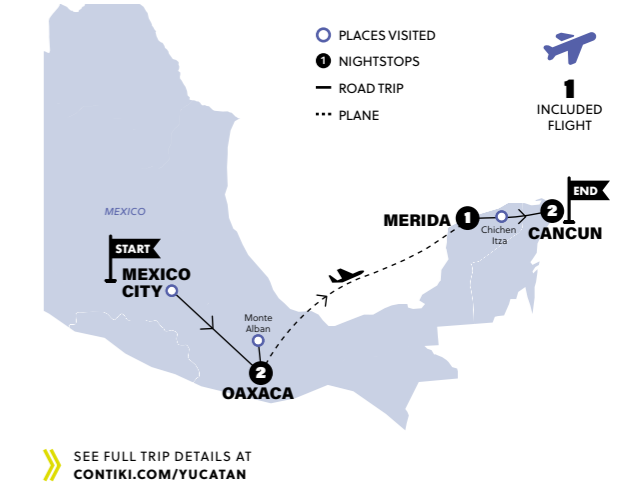 PLACES VISITED
1 NIGHTSTOPS
ROAD TRIP
PLANE
1
INCLUDED
FLIGHT
MEXICO
START
MEXICO
CITY
Monte
Alban
2
OAXACA
MERIDA 1
Chichen
Itza
2
END
CANCUN
SEE FULL TRIP DETAILS AT
CONTIKI.COM/YUCATAN